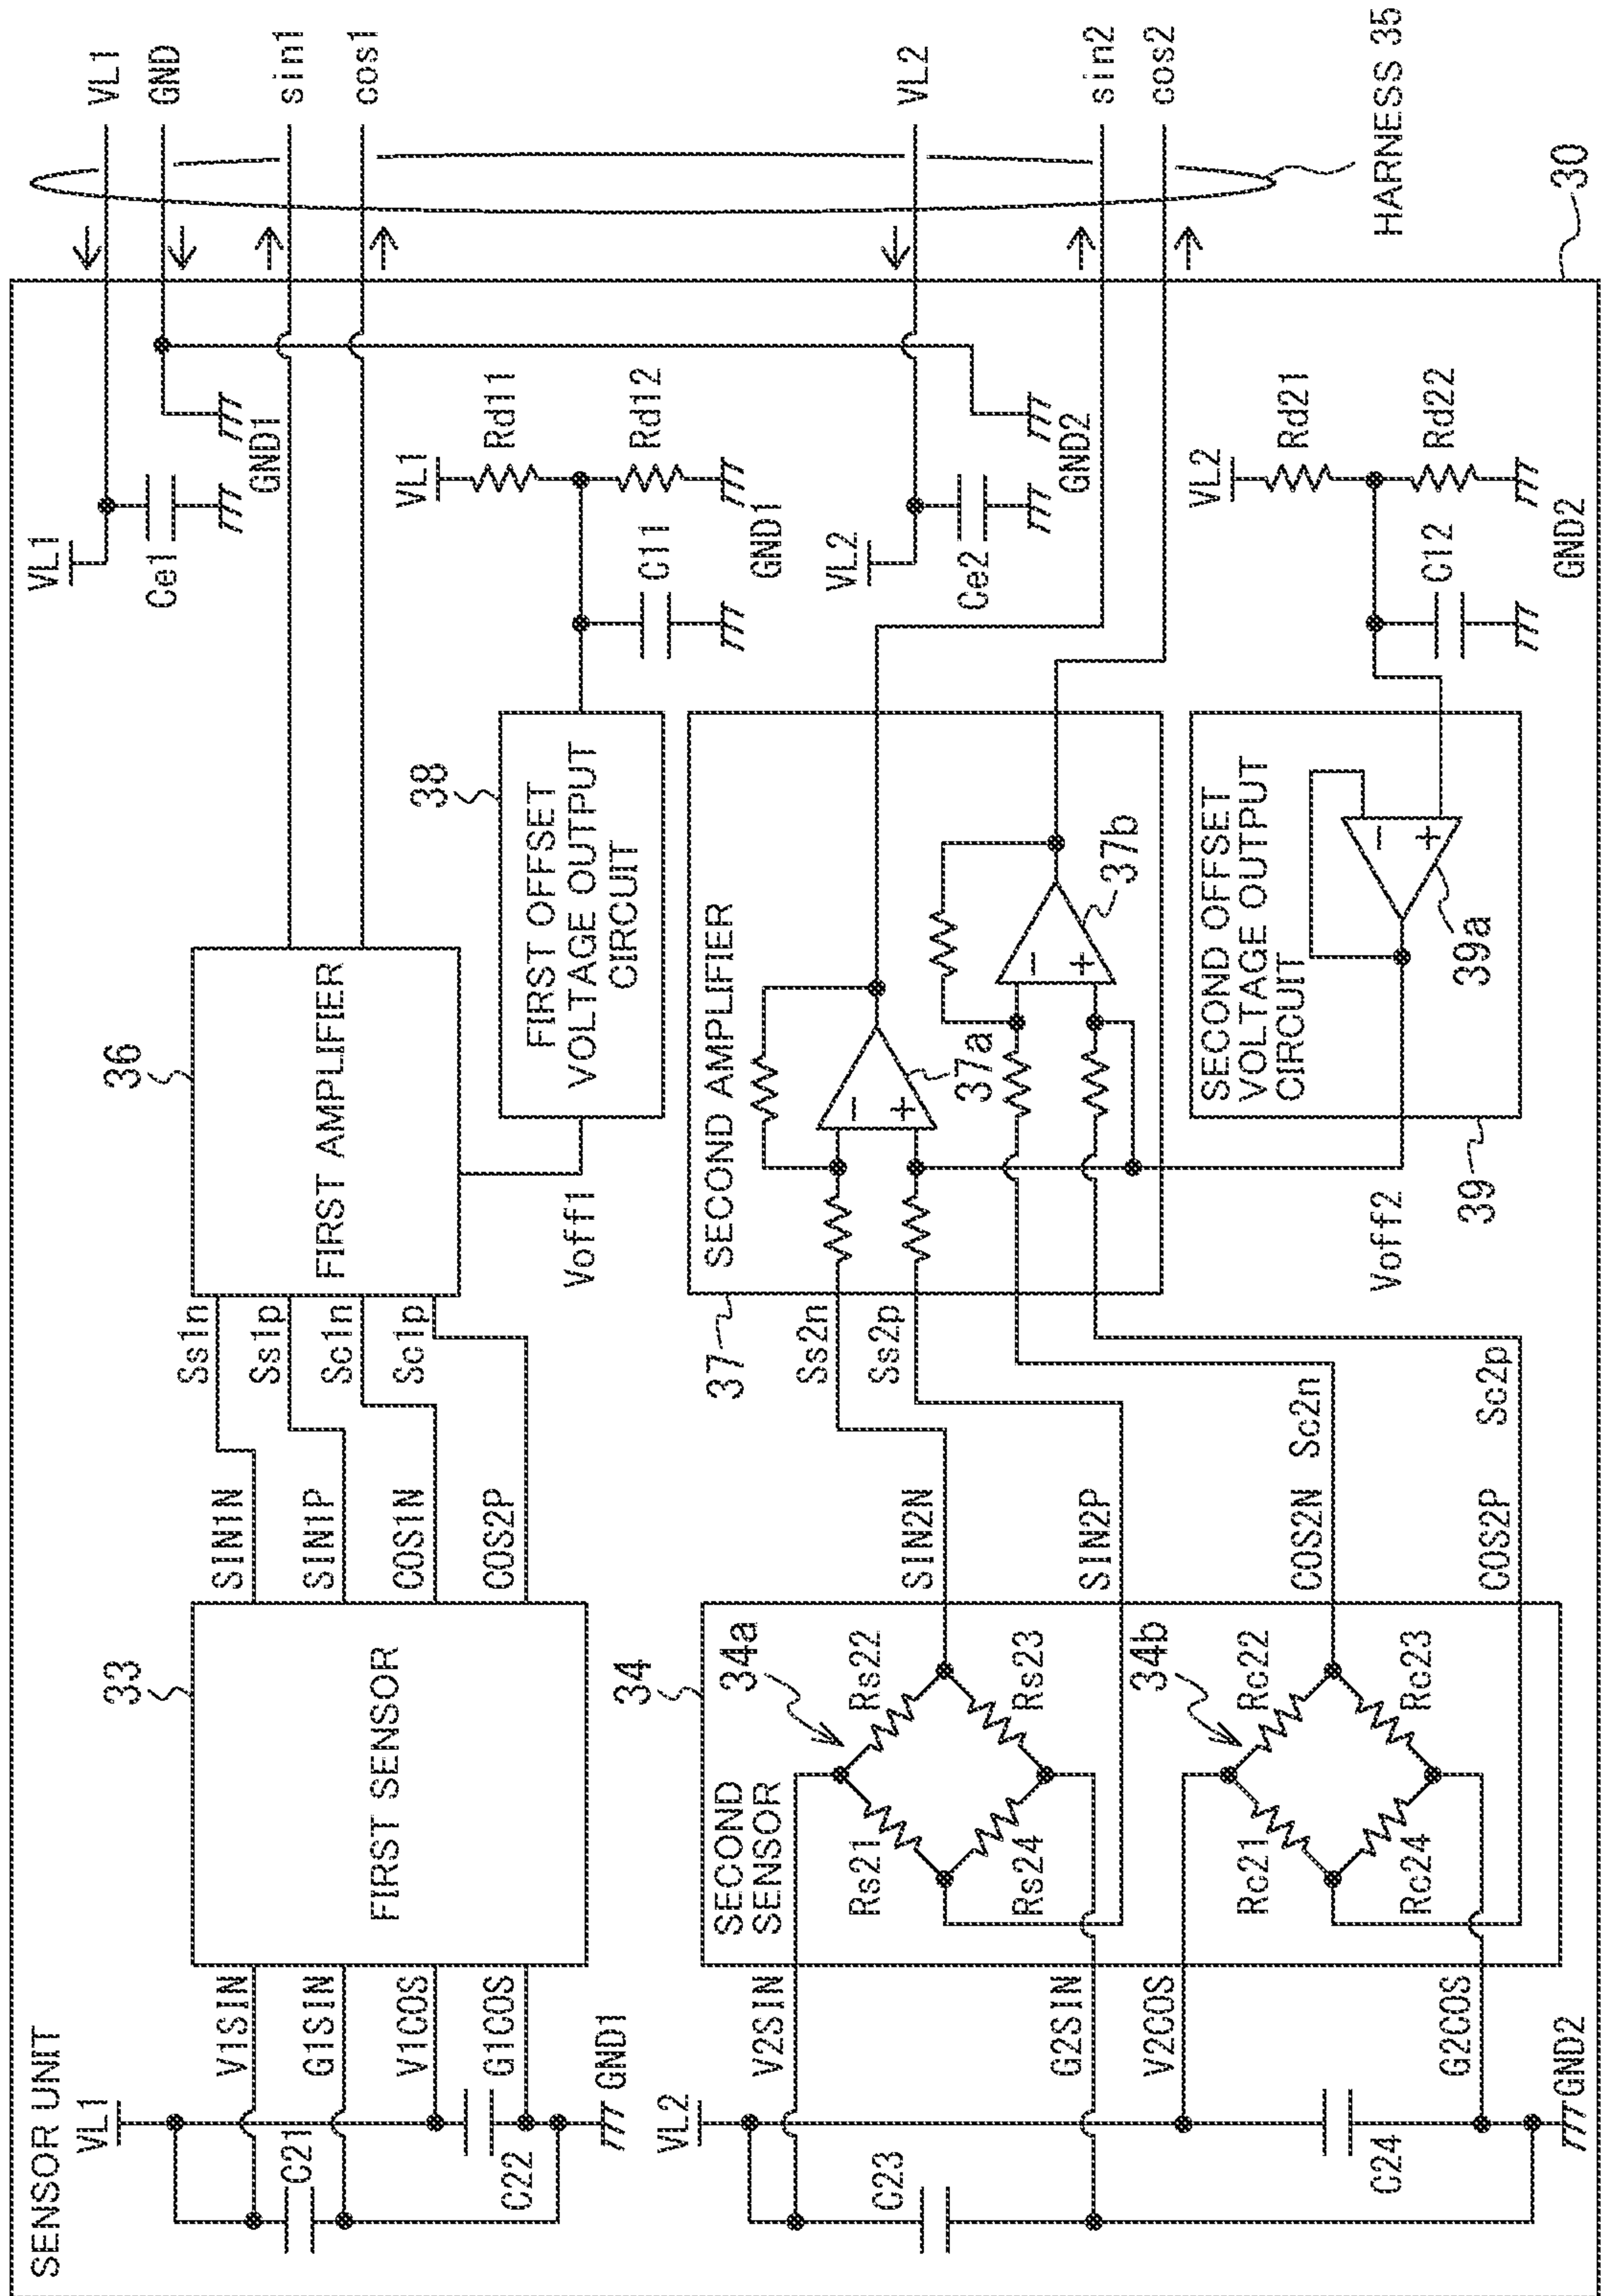 SENSOR UNIT
VL1
C21
C22
GND1
V1SIN
G1SIN
V1COS
G1COS
33
FIRST SENSOR
SIN1N
SIN1P
COS1N
COS2P
Ss1n
Ss1p
Sc1n
Sc1p
36
FIRST AMPLIFIER
Voff1
38
FIRST OFFSET
VOLTAGE OUTPUT
CIRCUIT
VL1
Ce1
GND1
VL1
Rd11
Rd12
C11
GND1
VL1
GND
sin1
cos1
VL2
C23
C24
GND2
V2SIN
G2SIN
V2COS
G2COS
34
SECOND
SENSOR
34a
Rs21
Rs22
Rs23
Rs24
34b
Rc21
Rc22
Rc23
Rc24
SIN2N
SIN2P
COS2N
COS2P
Ss2n
Ss2p
Sc2n
Sc2p
37
SECOND AMPLIFIER
37a
37b
−
+
−
+
Voff2
39
SECOND OFFSET
VOLTAGE OUTPUT
CIRCUIT
39a
−
+
VL2
Ce2
GND2
VL2
Rd21
Rd22
C12
GND2
VL2
sin2
cos2
HARNESS 35
30